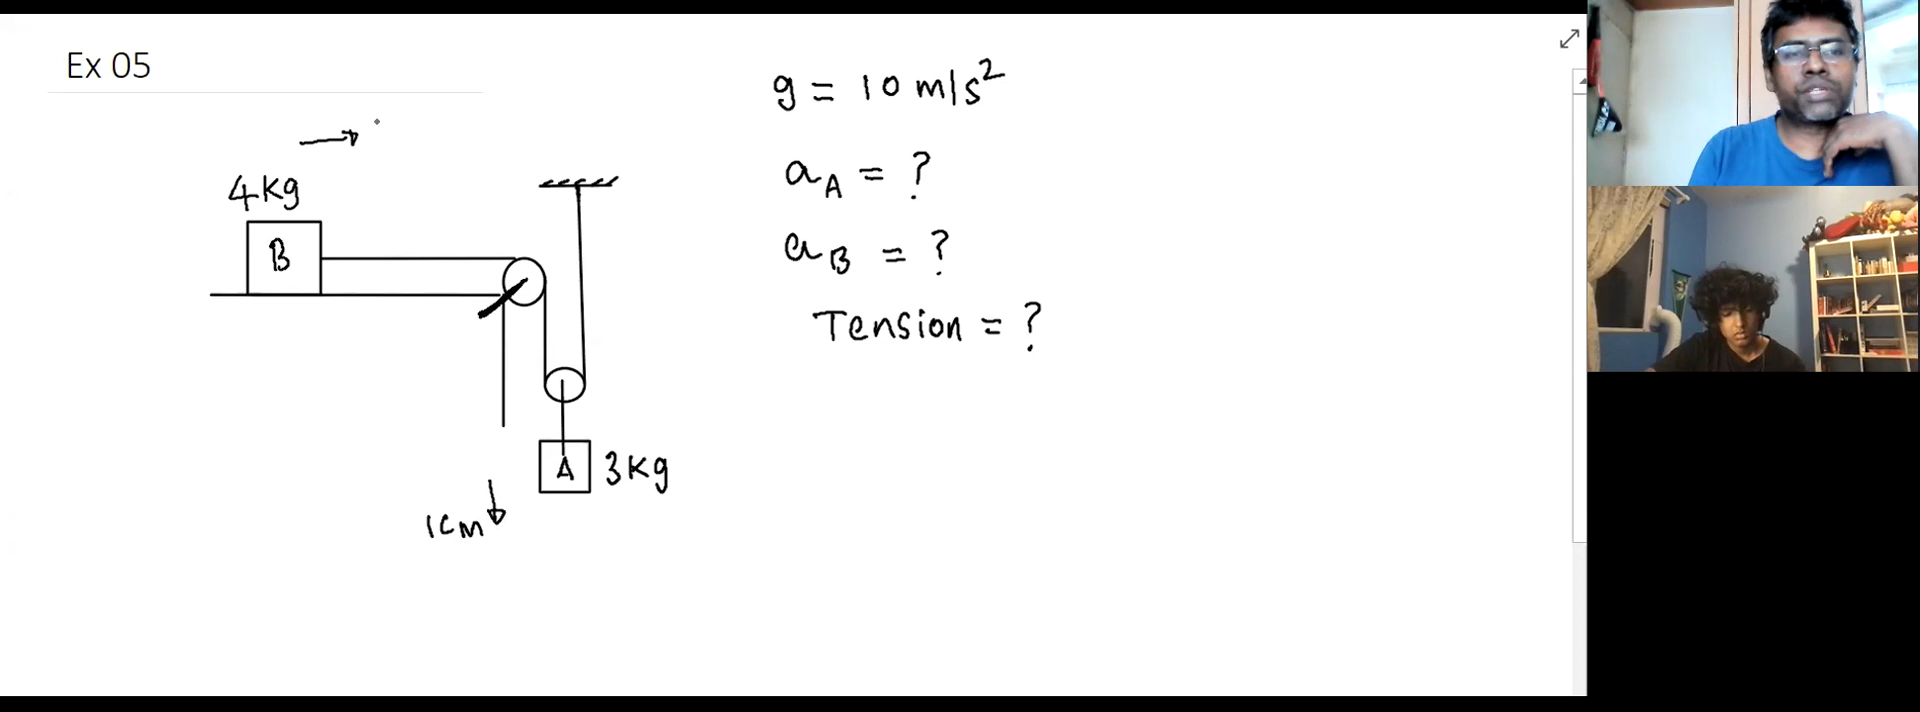 Ex 05
g = 10 m/s²
a_A = ?
a_B = ?
Tension = ?
4kg
B
A
3kg
1cm